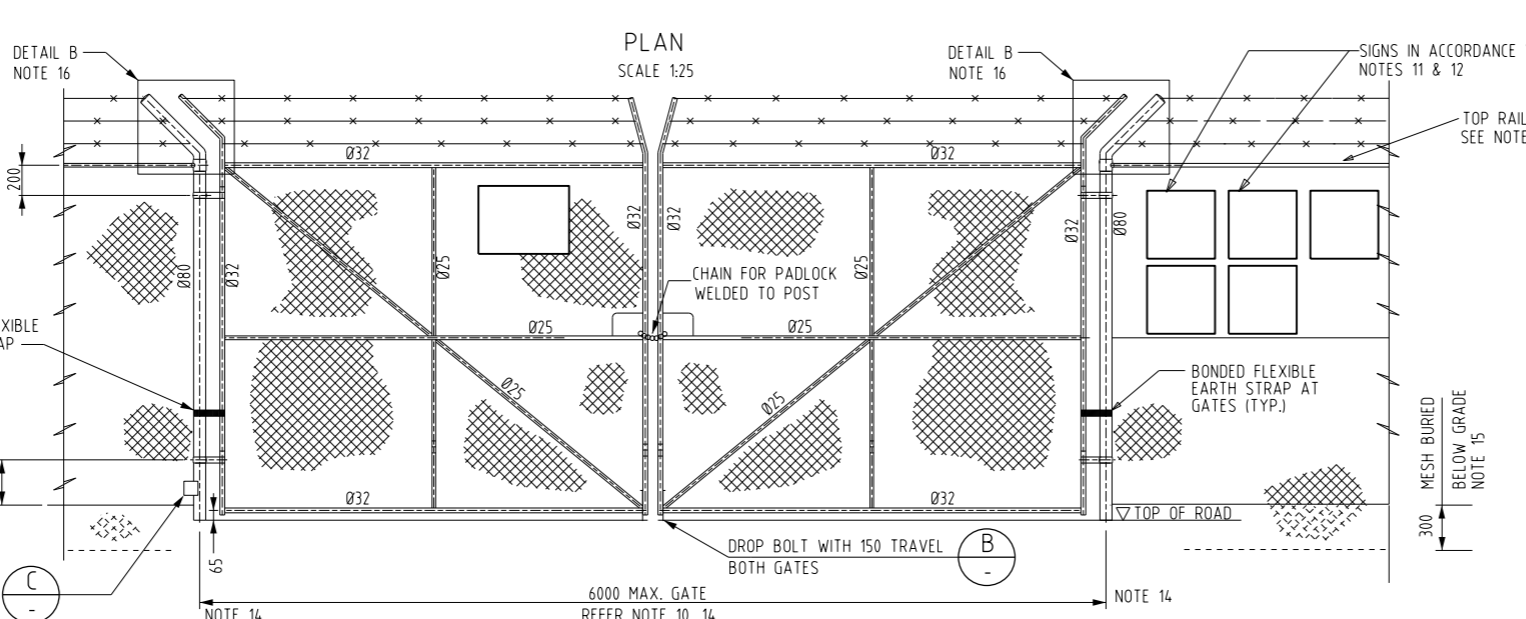 PLAN
SCALE 1:25
DETAIL B
NOTE 16
DETAIL B
NOTE 16
SIGNS IN ACCORDANCE
NOTES 11 & 12
TOP RAIL
SEE NOTE
200
Ø32
Ø32
Ø80
Ø32
Ø25
Ø32
Ø32
Ø25
Ø32
Ø80
CHAIN FOR PADLOCK
WELDED TO POST
XIBLE
AP
Ø25
Ø25
Ø25
Ø25
BONDED FLEXIBLE
EARTH STRAP AT
GATES (TYP.)
MESH BURIED
BELOW GRADE
NOTE 15
300
Ø32
Ø32
TOP OF ROAD
65
DROP BOLT WITH 150 TRAVEL
BOTH GATES
B
-
C
-
6000 MAX. GATE
REFER NOTE 10, 14
NOTE 14
NOTE 14